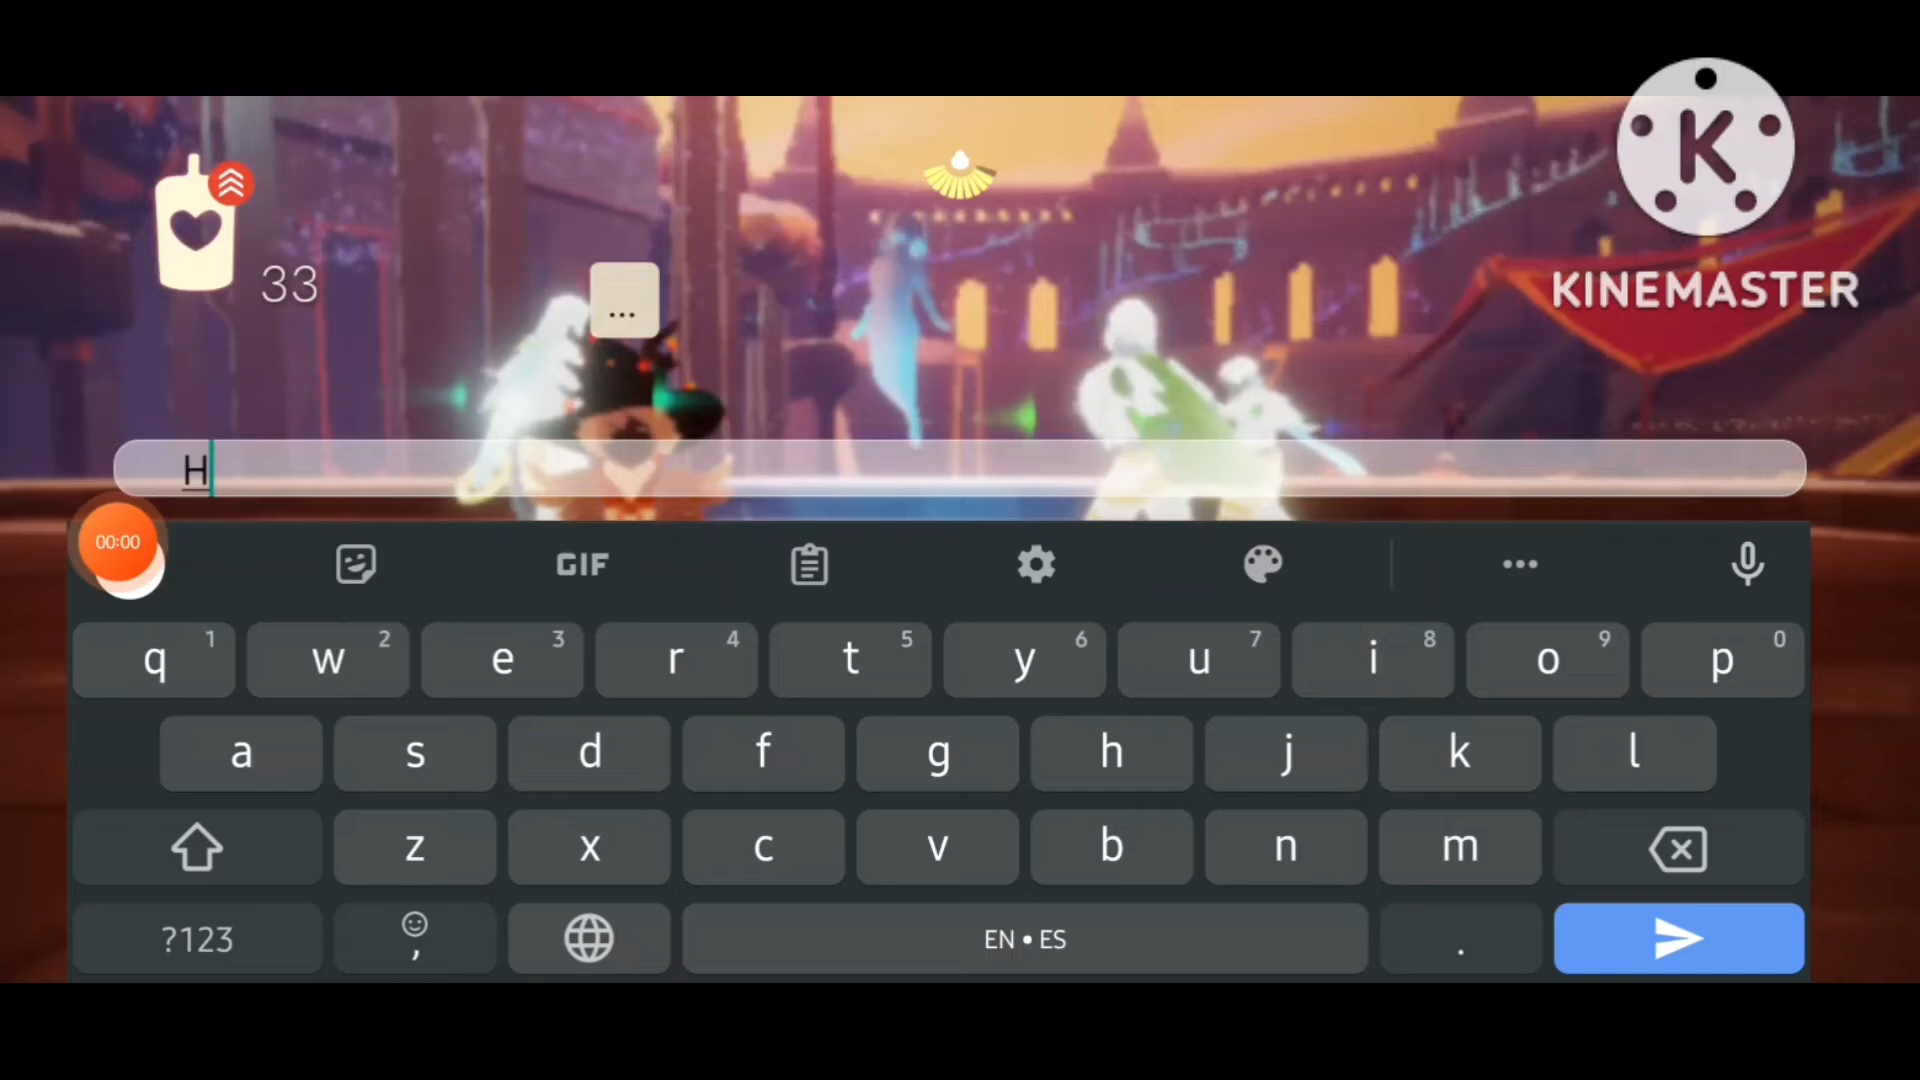 K
KINEMASTER
33
...
H
00:00
GIF
q 1 w 2 e 3 r 4 t 5 y 6 u 7 i 8 o 9 p 0
a s d f g h j k l
z x c v b n m
?123 , EN • ES .